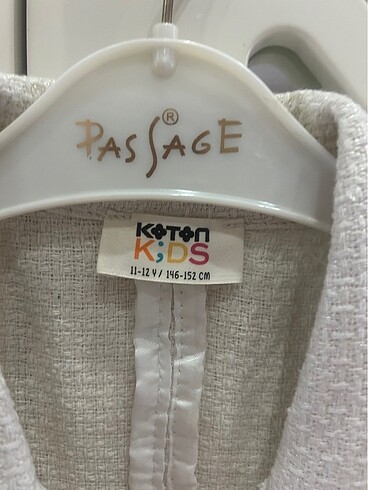 PASSAGE®
KOTON
KIDS
11-12 Y / 146-152 CM